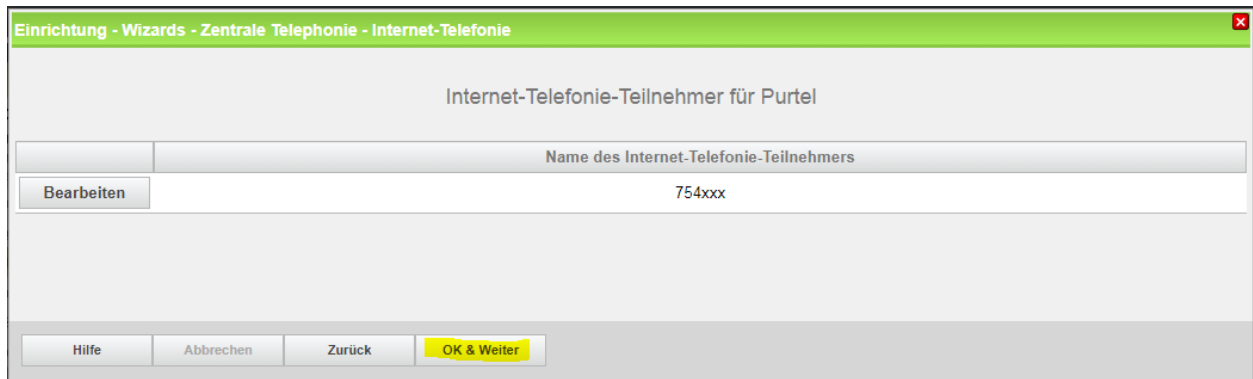 Einrichtung - Wizards - Zentrale Telephonie - Internet-Telefonie
Internet-Telefonie-Teilnehmer für Purtel
Name des Internet-Telefonie-Teilnehmers
Bearbeiten 754xxx
Hilfe Abbrechen Zurück OK & Weiter